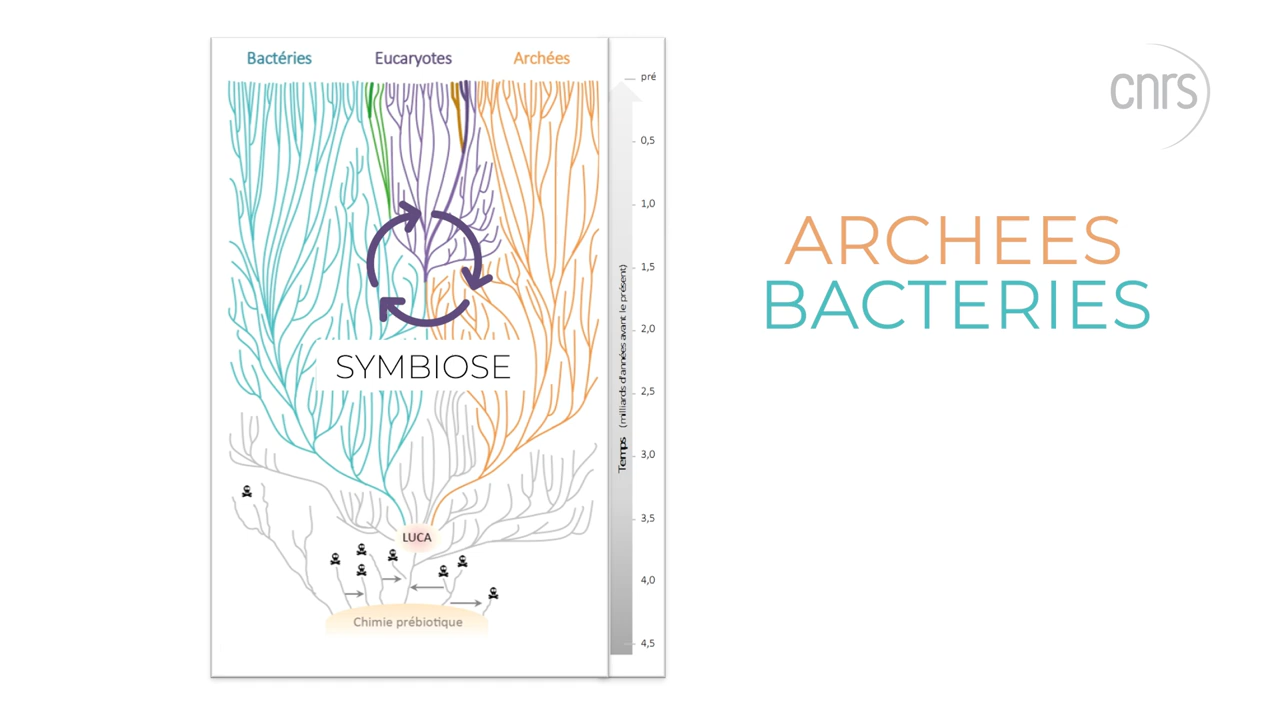 Bactéries Eucaryotes Archées
pré
0,5
1,0
1,5
2,0
2,5
3,0
3,5
4,0
4,5
Temps (milliards d'années avant le présent)
SYMBIOSE
LUCA
Chimie prébiotique
cnrs
ARCHEES
BACTERIES